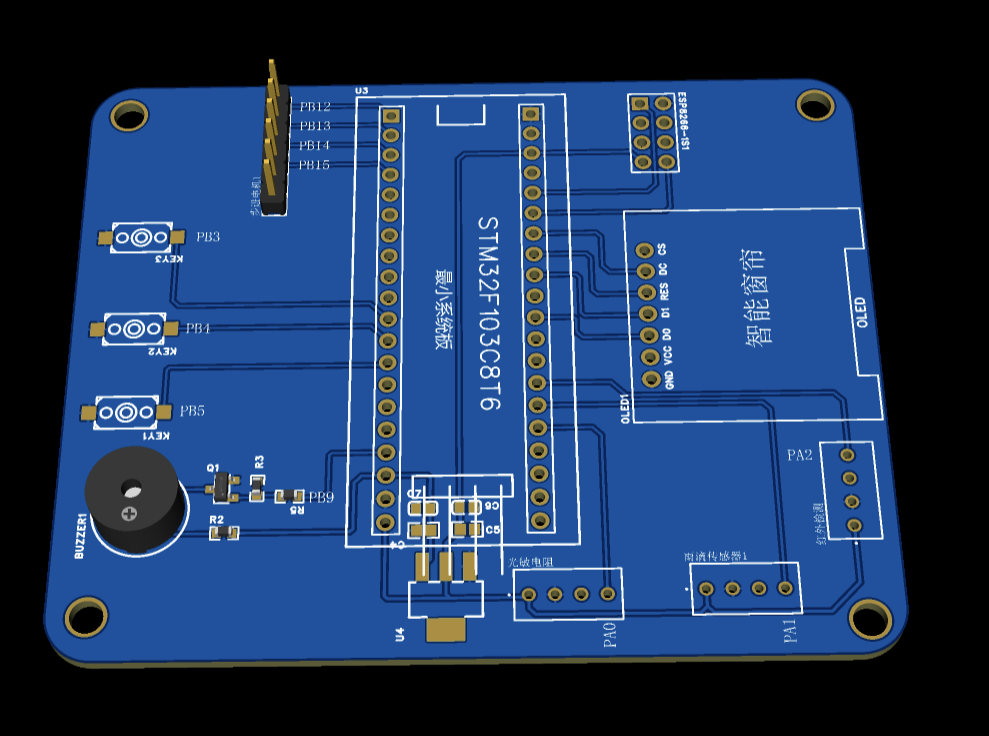 U3
PB12
PB13
PB14
PB15
步进电机1
ESP8266-1S1
PB3
KEY3
PB4
KEY2
PB5
KEY1
STM32F103C8T6
最小系统板
CS
DC
RES
D1
D0
VCC
GND
智能窗帘
OLED
OLED1
Q1
R3
PB9
R5
R2
BUZZER1
C6
C5
C4
U4
光敏电阻
PA0
雨滴传感器1
PA1
PA2
红外检测